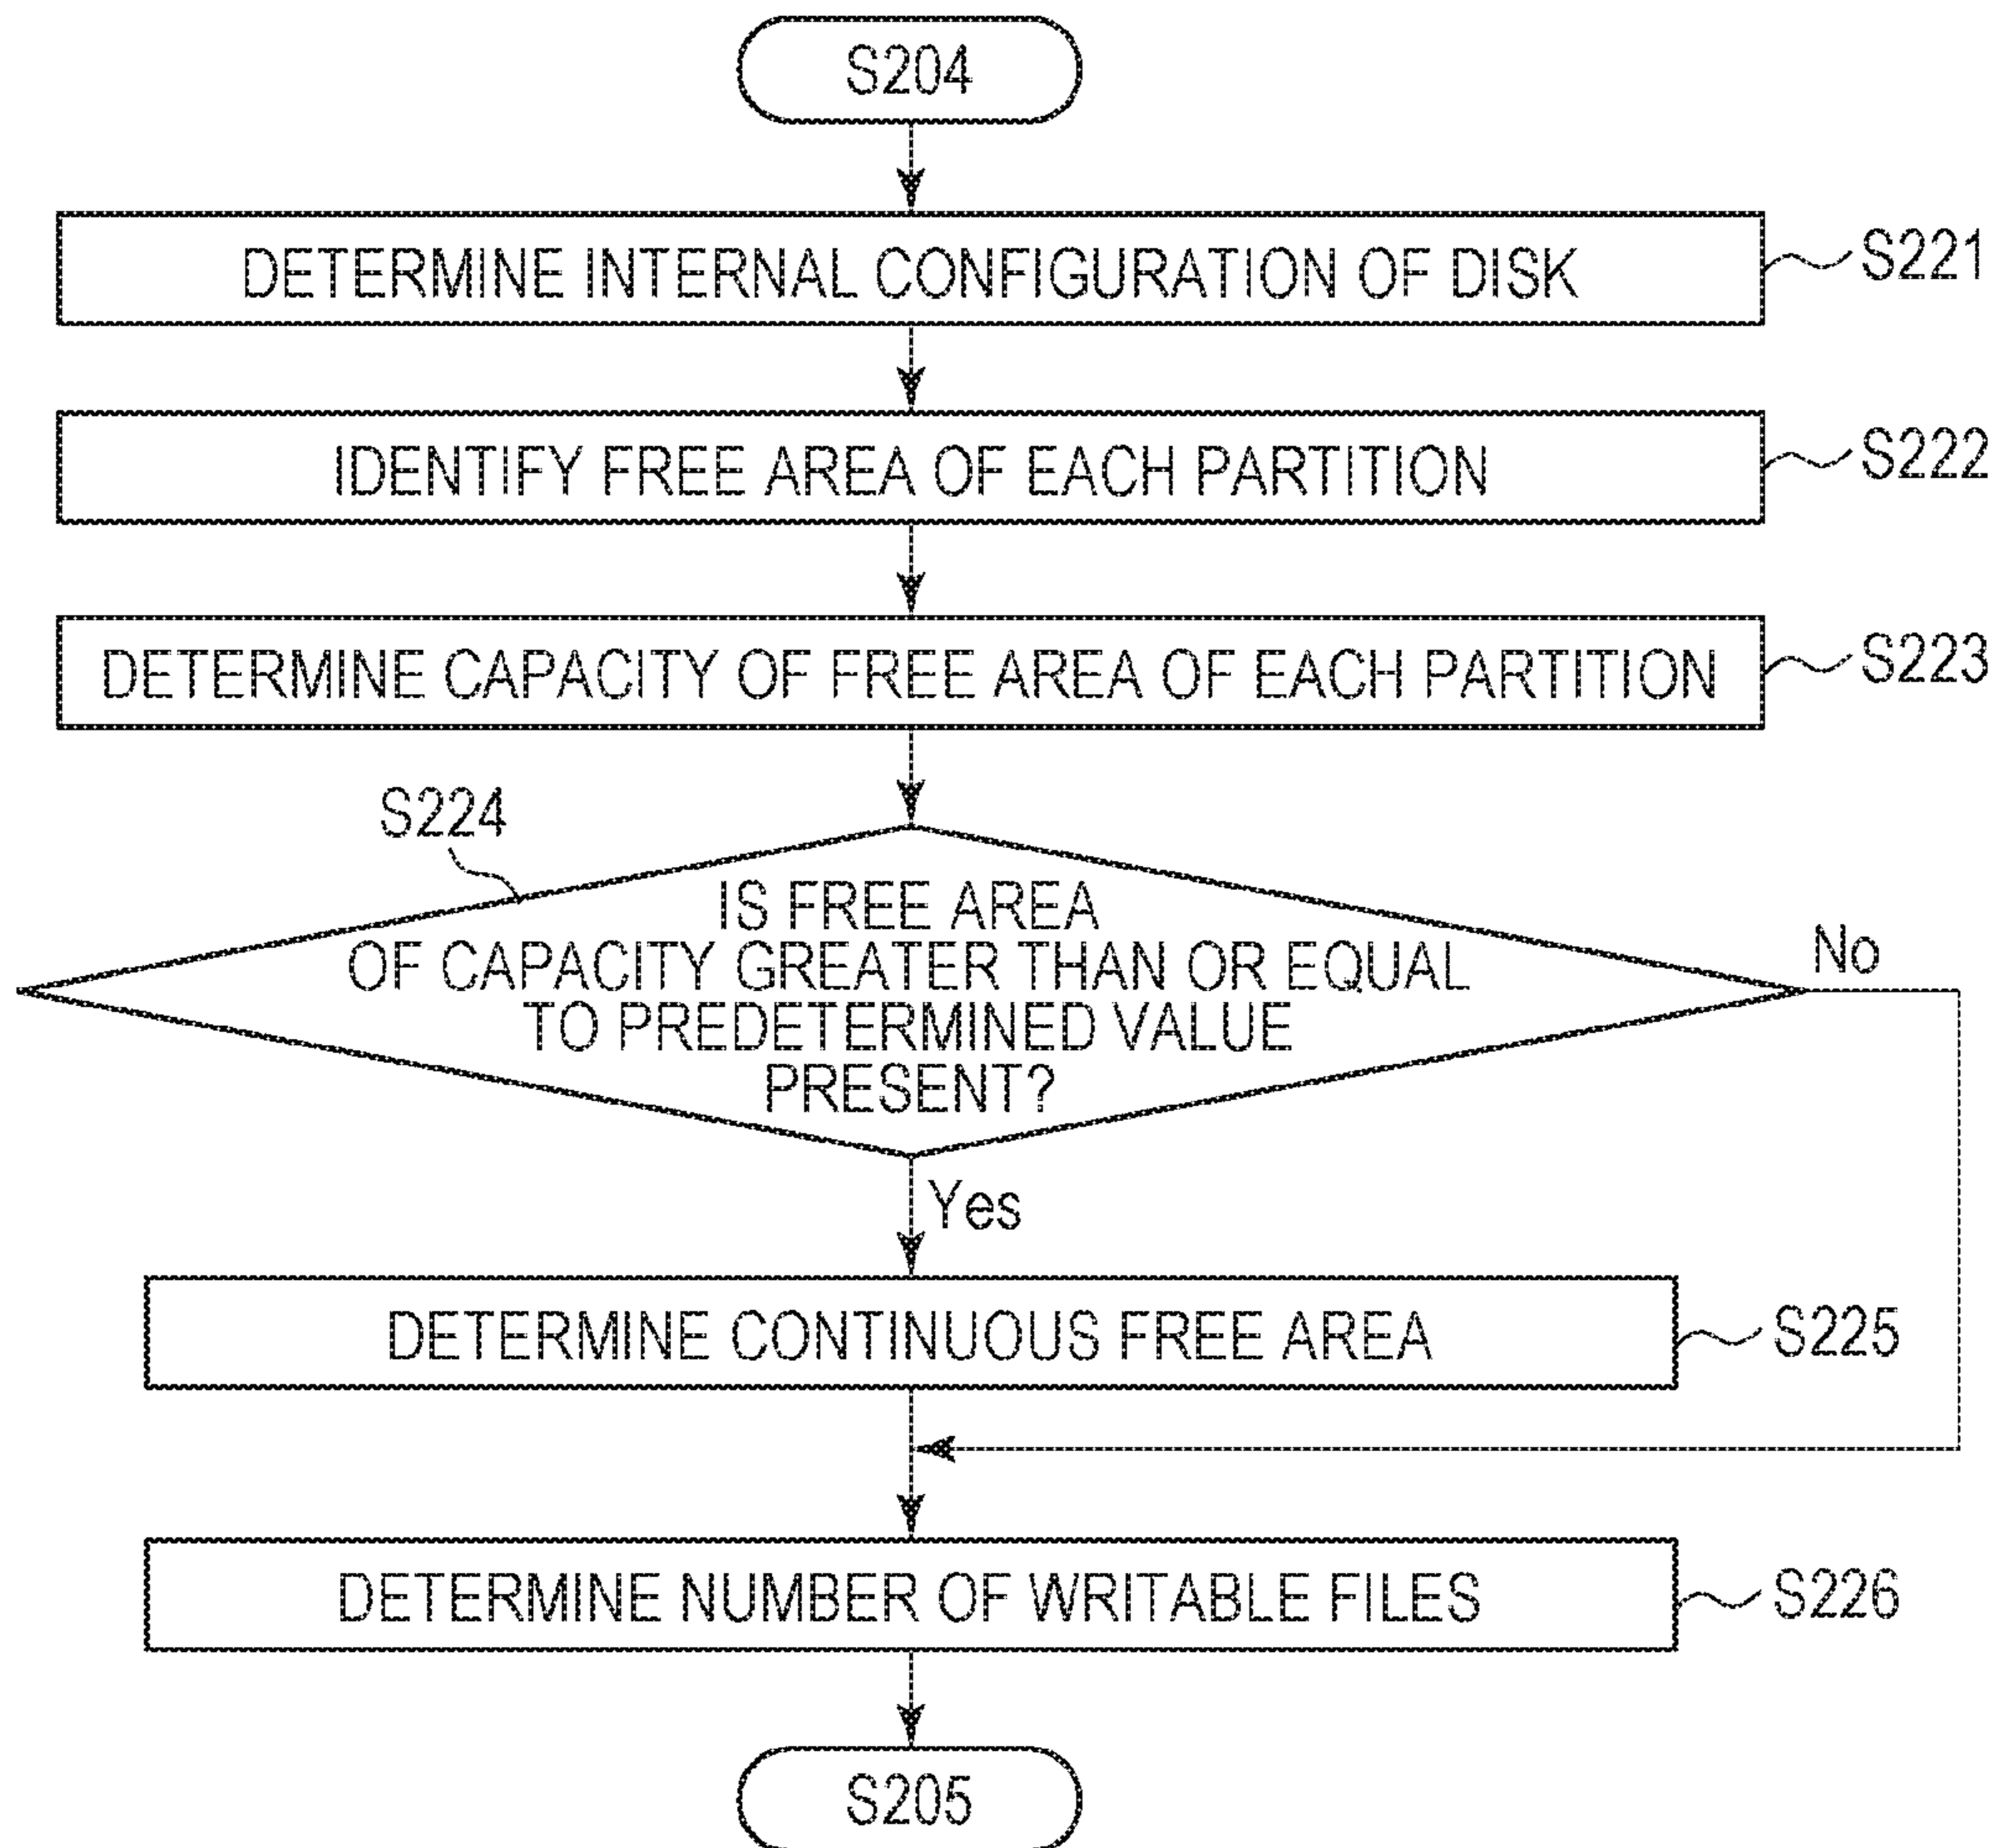 S204
DETERMINE INTERNAL CONFIGURATION OF DISK
S221
IDENTIFY FREE AREA OF EACH PARTITION
S222
DETERMINE CAPACITY OF FREE AREA OF EACH PARTITION
S223
S224
IS FREE AREA
OF CAPACITY GREATER THAN OR EQUAL
TO PREDETERMINED VALUE
PRESENT?
No
Yes
DETERMINE CONTINUOUS FREE AREA
S225
DETERMINE NUMBER OF WRITABLE FILES
S226
S205